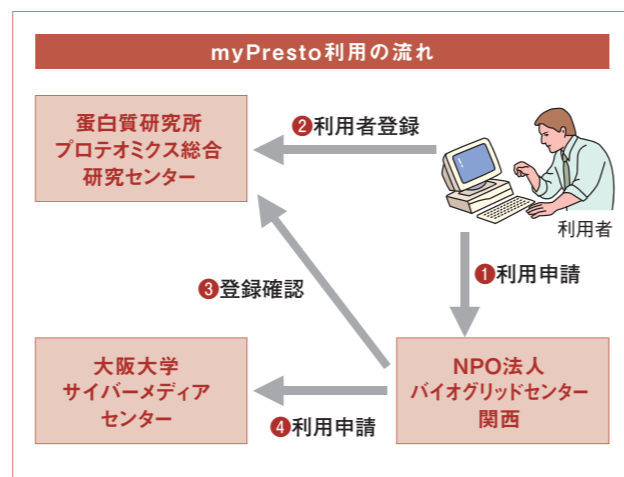 myPresto利用の流れ
蛋白質研究所
プロテオミクス総合
研究センター
❷利用者登録
利用者
❶利用申請
❸登録確認
大阪大学
サイバーメディア
センター
❹利用申請
NPO法人
バイオグリッドセンター
関西